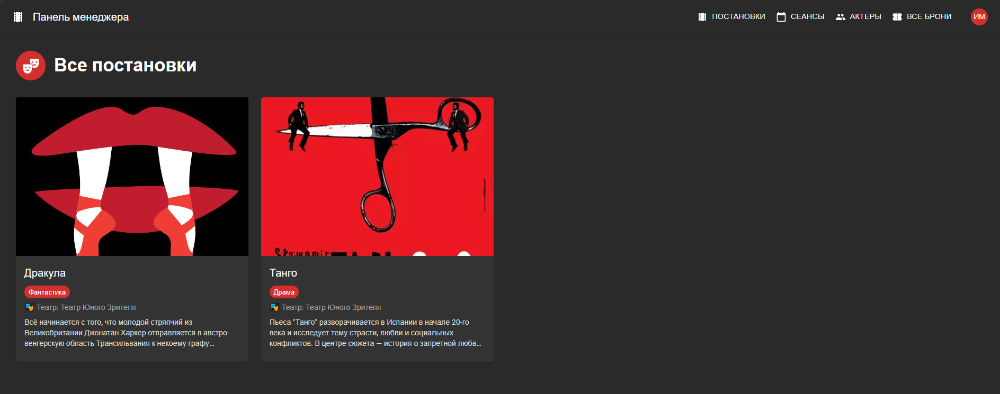 Панель менеджера
ПОСТАНОВКИ
СЕАНСЫ
АКТЁРЫ
ВСЕ БРОНИ
ИМ
Все постановки
Sławomir
Дракула
Фантастика
Театр: Театр Юного Зрителя
Всё начинается с того, что молодой стряпчий из
Великобритании Джонатан Харкер отправляется в австро-
венгерскую область Трансильвания к некоему графу...
Танго
Драма
Театр: Театр Юного Зрителя
Пьеса "Танго" разворачивается в Испании в начале 20-го
века и исследует тему страсти, любви и социальных
конфликтов. В центре сюжета — история о запретной любв...